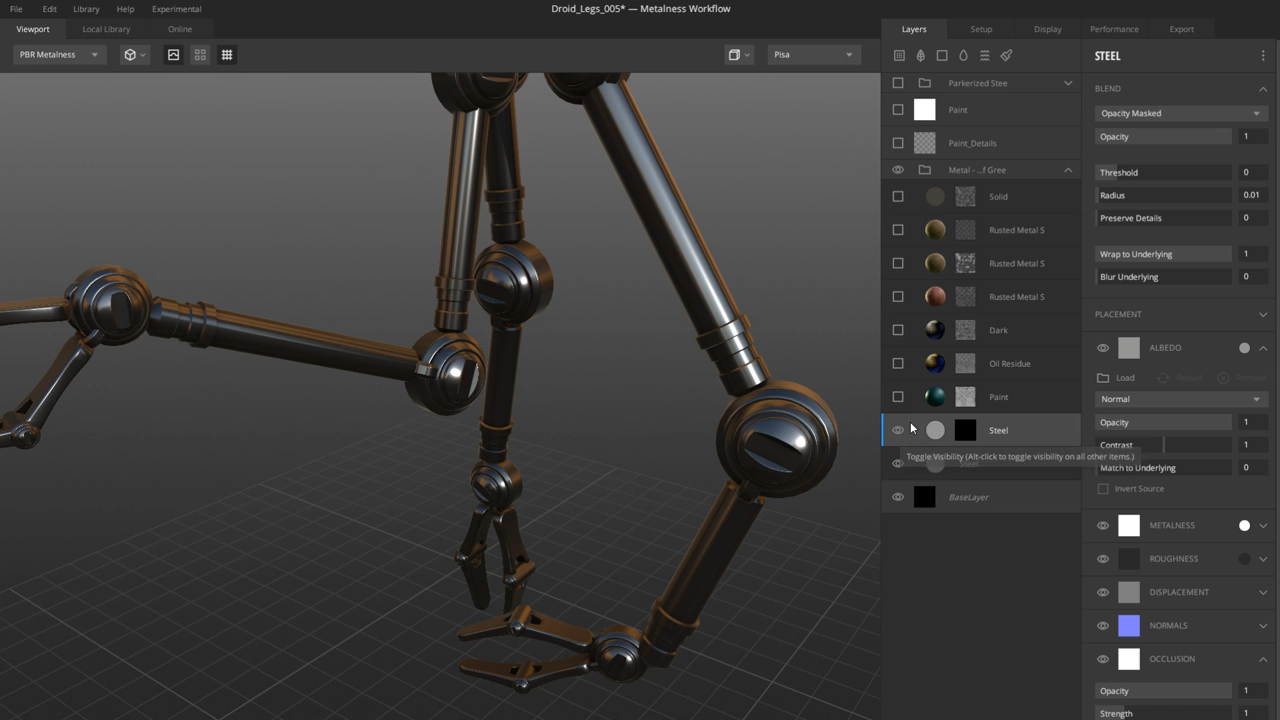 File Edit Library Help Experimental
Droid_Legs_005* — Metalness Workflow
Viewport Local Library Online
Layers Setup Display Performance Export
PBR Metalness
Pisa
STEEL
BLEND
Opacity Masked
Opacity 1
Threshold 0
Radius 0.01
Preserve Details 0
Wrap to Underlying 1
Blur Underlying 0
PLACEMENT
ALBEDO
Load
Normal
Opacity 1
Contrast 1
Match to Underlying 0
Invert Source
METALNESS
ROUGHNESS
DISPLACEMENT
NORMALS
OCCLUSION
Opacity 1
Strength 1
Parkerized Stee
Paint
Paint_Details
Metal - ...f Gree
Solid
Rusted Metal S
Rusted Metal S
Rusted Metal S
Dark
Oil Residue
Paint
Steel
Toggle Visibility (Alt-click to toggle visibility on all other items.)
Steel
BaseLayer